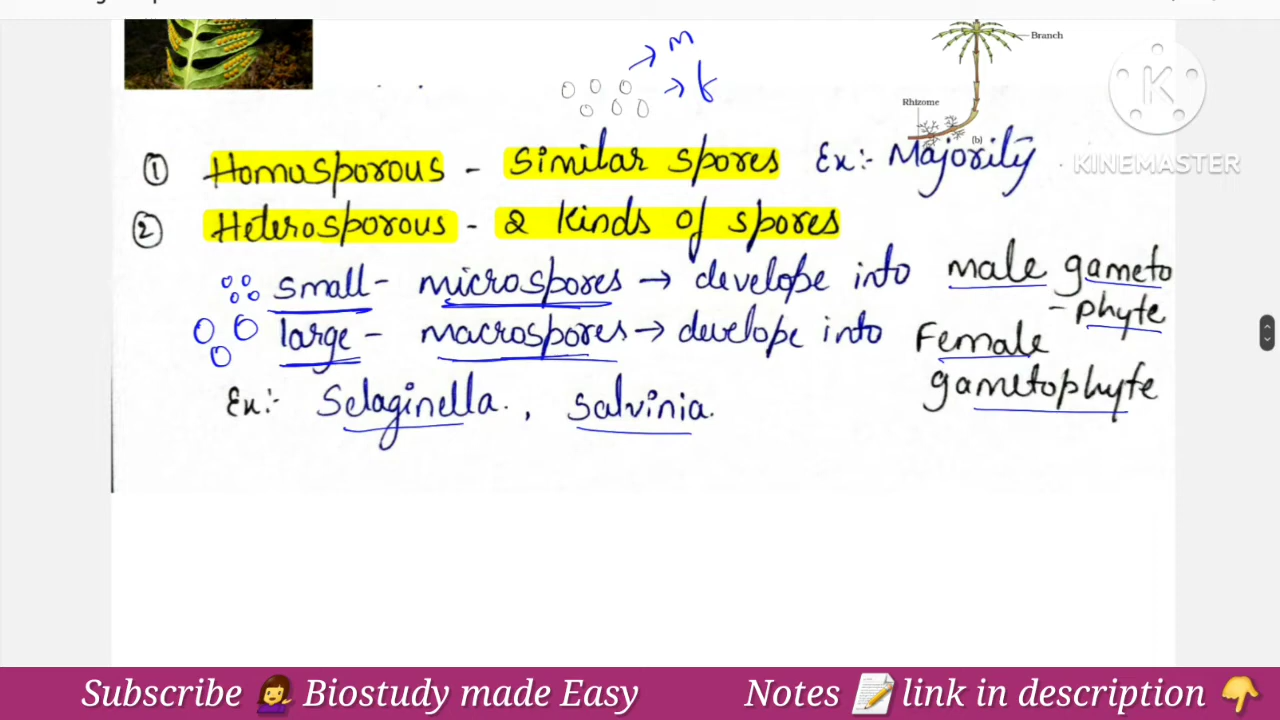 → m
→ f
Branch
Rhizome
(b)
K
KINEMASTER
① Homosporous - Similar spores Ex:- Majority
② Heterosporous - 2 kinds of spores
small - microspores → develope into male gameto
- phyte
large - macrospores → develope into Female
gametophyte
Ex:- Selaginella. , Salvinia.
Subscribe 🙋‍♀️ Biostudy made Easy Notes 📝 link in description 👇